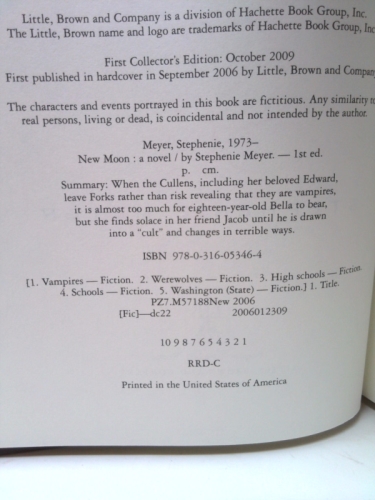 Little, Brown and Company is a division of Hachette Book Group, Inc.
The Little, Brown name and logo are trademarks of Hachette Book Group, Inc
First Collector's Edition: October 2009
First published in hardcover in September 2006 by Little, Brown and Company
The characters and events portrayed in this book are fictitious. Any similarity to
real persons, living or dead, is coincidental and not intended by the author.
Meyer, Stephenie, 1973–
New Moon : a novel / by Stephenie Meyer. — 1st ed.
p. cm.
Summary: When the Cullens, including her beloved Edward,
leave Forks rather than risk revealing that they are vampires,
it is almost too much for eighteen-year-old Bella to bear,
but she finds solace in her friend Jacob until he is drawn
into a "cult" and changes in terrible ways.
ISBN 978-0-316-05346-4
[1. Vampires — Fiction. 2. Werewolves — Fiction. 3. High schools — Fiction.
4. Schools — Fiction. 5. Washington (State) — Fiction.] 1. Title.
PZ7.M57188New 2006
[Fic]—dc22 2006012309
10 9 8 7 6 5 4 3 2 1
RRD-C
Printed in the United States of America